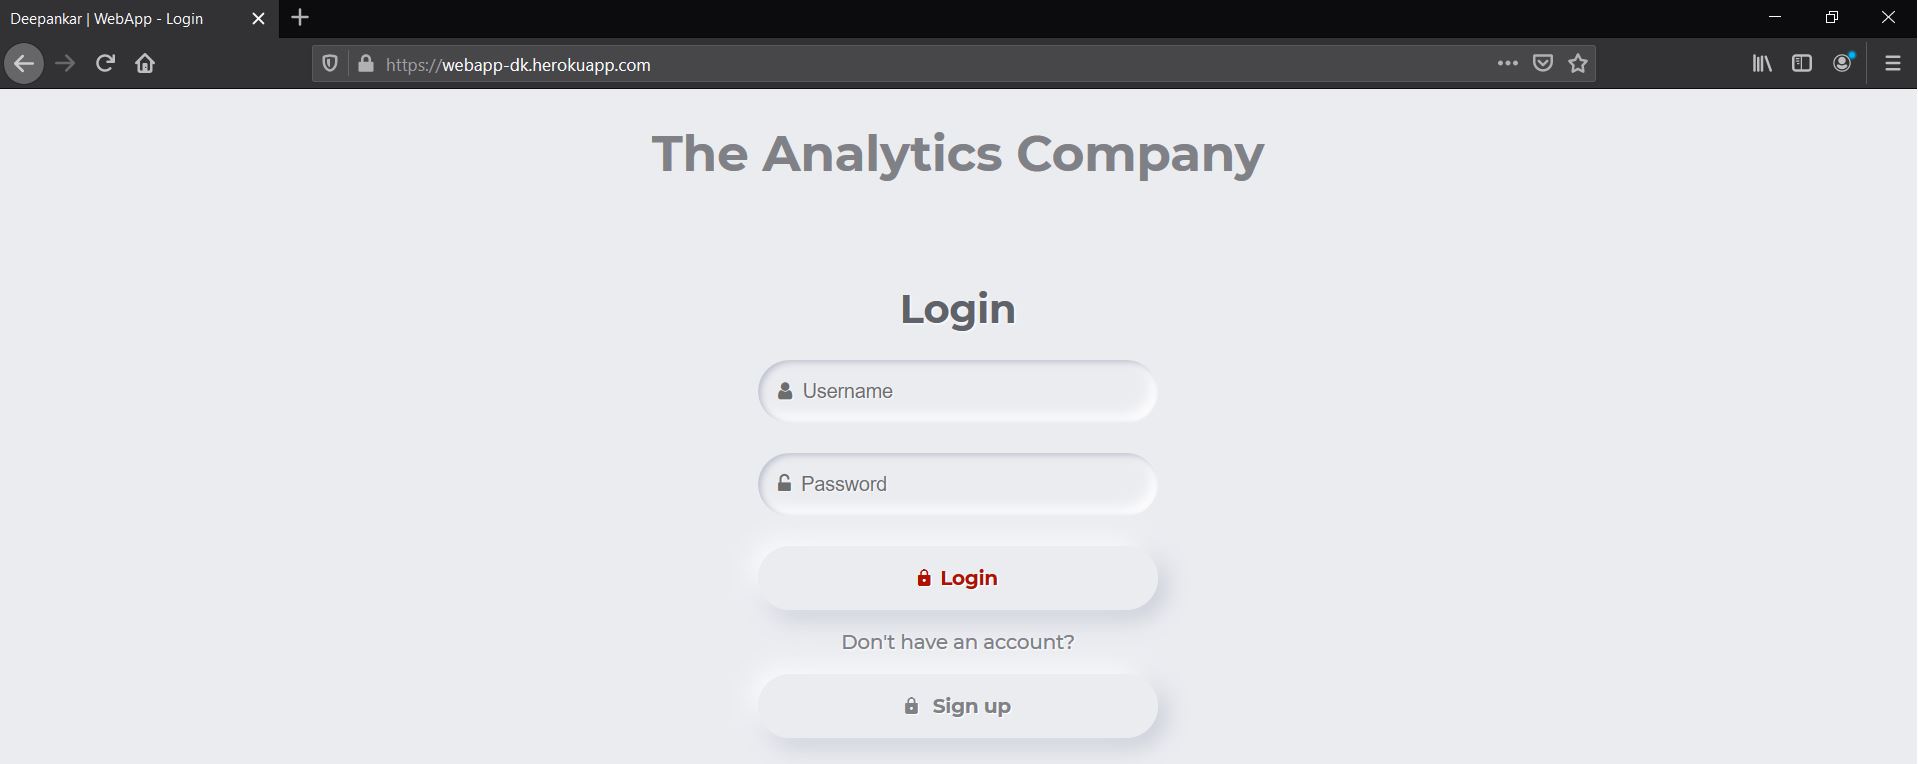 Deepankar | WebApp - Login
https://webapp-dk.herokuapp.com
The Analytics Company
Login
Username
Password
Login
Don't have an account?
Sign up